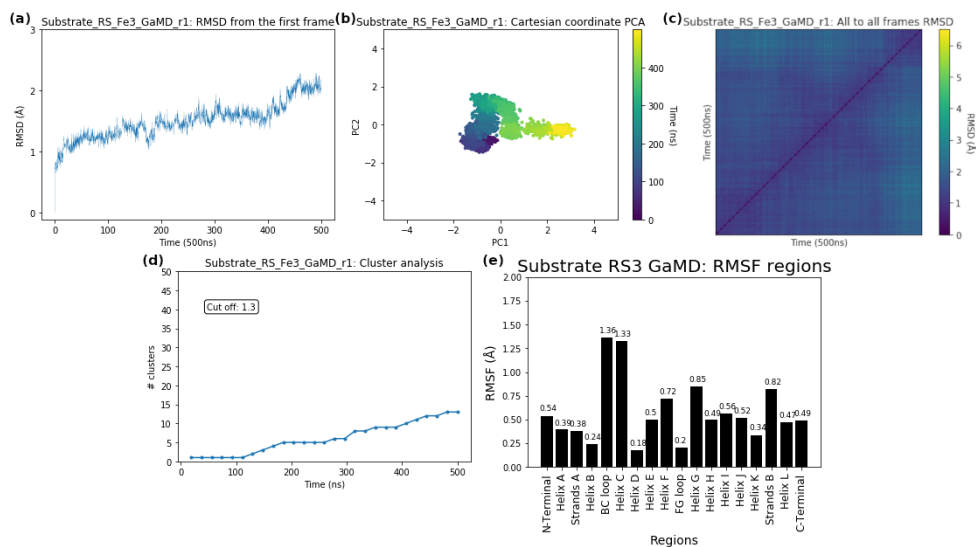 (a) Substrate_RS_Fe3_GaMD_r1: RMSD from the first frame
3
2
1
0
RMSD (Å)
0 100 200 300 400 500
Time (500ns)
(b) Substrate_RS_Fe3_GaMD_r1: Cartesian coordinate PCA
4
2
0
−2
−4
PC2
−4 −2 0 2 4
PC1
400
300
200
100
0
Time (ns)
(c) Substrate_RS_Fe3_GaMD_r1: All to all frames RMSD
Time (500ns)
Time (500ns)
6
5
4
3
2
1
0
RMSD (Å)
(d)
Substrate_RS_Fe3_GaMD_r1: Cluster analysis
Cut off: 1.3
50
45
40
35
30
25
20
15
10
5
0
# clusters
0 100 200 300 400 500
Time (ns)
(e) Substrate RS3 GaMD: RMSF regions
2.00
1.75
1.50
1.25
1.00
0.75
0.50
0.25
0.00
RMSF (Å)
0.54 0.39 0.38 0.24 1.36 1.33 0.18 0.5 0.72 0.2 0.85 0.49 0.56 0.52 0.34 0.82 0.47 0.49
N-Terminal
Helix A
Strands A
Helix B
BC loop
Helix C
Helix D
Helix E
Helix F
FG loop
Helix G
Helix H
Helix I
Helix J
Helix K
Strands B
Helix L
C-Terminal
Regions